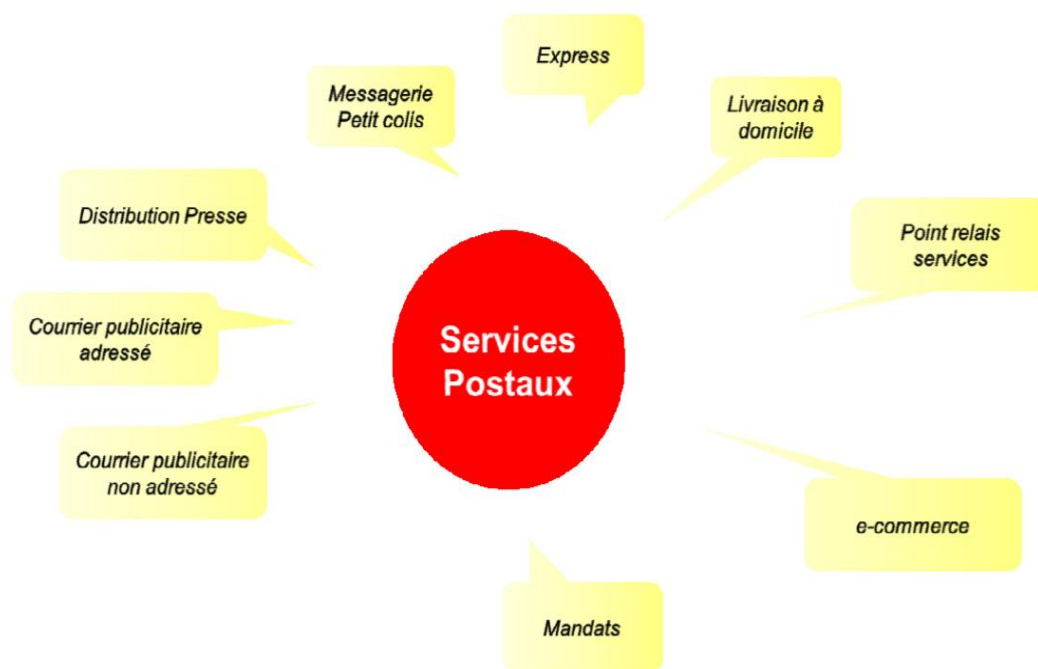 Express
Messagerie
Petit colis
Livraison à
domicile
Distribution Presse
Point relais
services
Courrier publicitaire
adressé
Services
Postaux
Courrier publicitaire
non adressé
e-commerce
Mandats